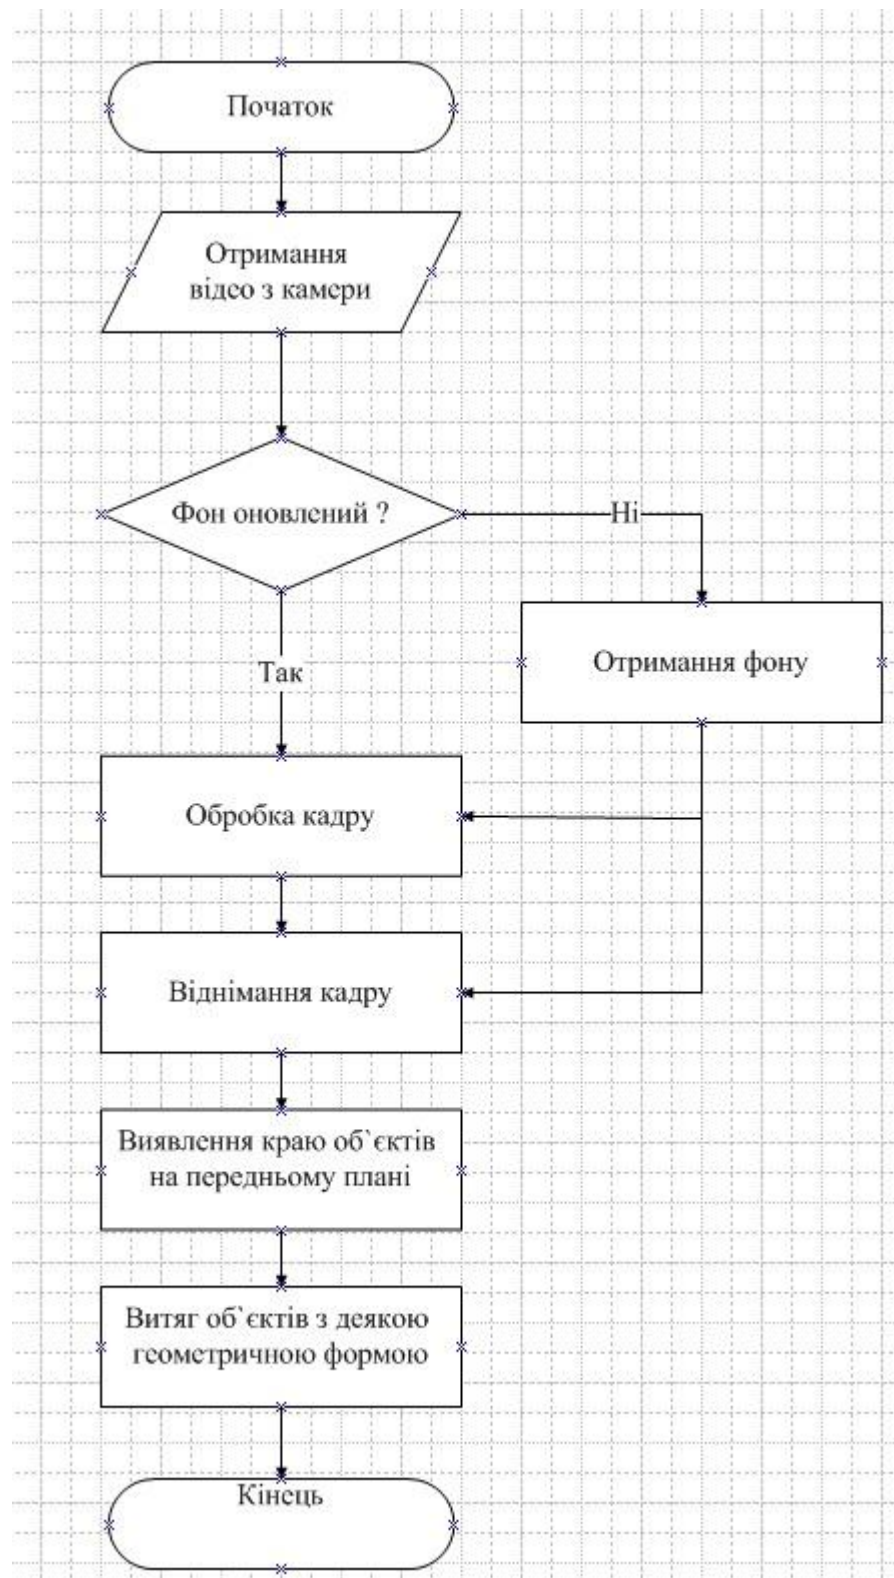 Початок
Отримання
відео з камери
Фон оновлений ?
Ні
Отримання фону
Так
Обробка кадру
Віднімання кадру
Виявлення краю об`єктів
на передньому плані
Витяг об`єктів з деякою
геометричною формою
Кінець